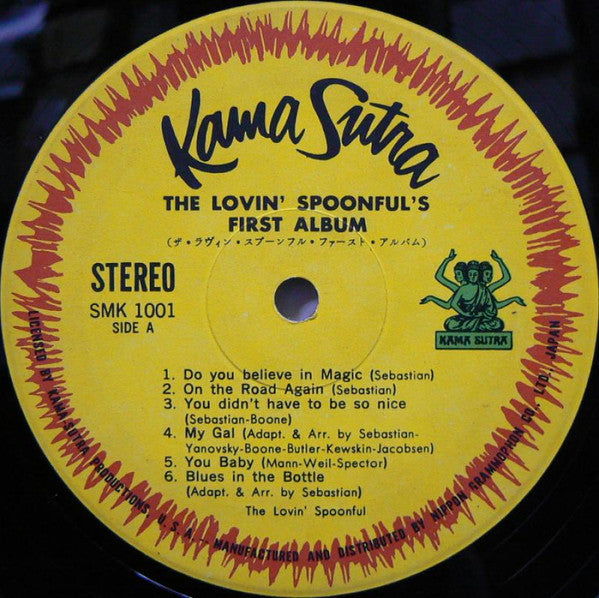 Kama Sutra
THE LOVIN' SPOONFUL'S
FIRST ALBUM
(ザ・ラヴィン・スプーンフル・ファースト・アルバム)
STEREO
SMK 1001
SIDE A
KAMA SUTRA
1. Do you believe in Magic (Sebastian)
2. On the Road Again (Sebastian)
3. You didn't have to be so nice
(Sebastian-Boone)
4. My Gal (Adapt. & Arr. by Sebastian-
Yanovsky-Boone-Butler-Kewskin-Jacobsen)
5. You Baby (Mann-Weil-Spector)
6. Blues in the Bottle
(Adapt. & Arr. by Sebastian)
The Lovin' Spoonful
LICENSED BY KAMA SUTRA PRODUCTIONS, U. S. A. — MANUFACTURED AND DISTRIBUTED BY NIPPON GRAMMOPHON CO., LTD., JAPAN